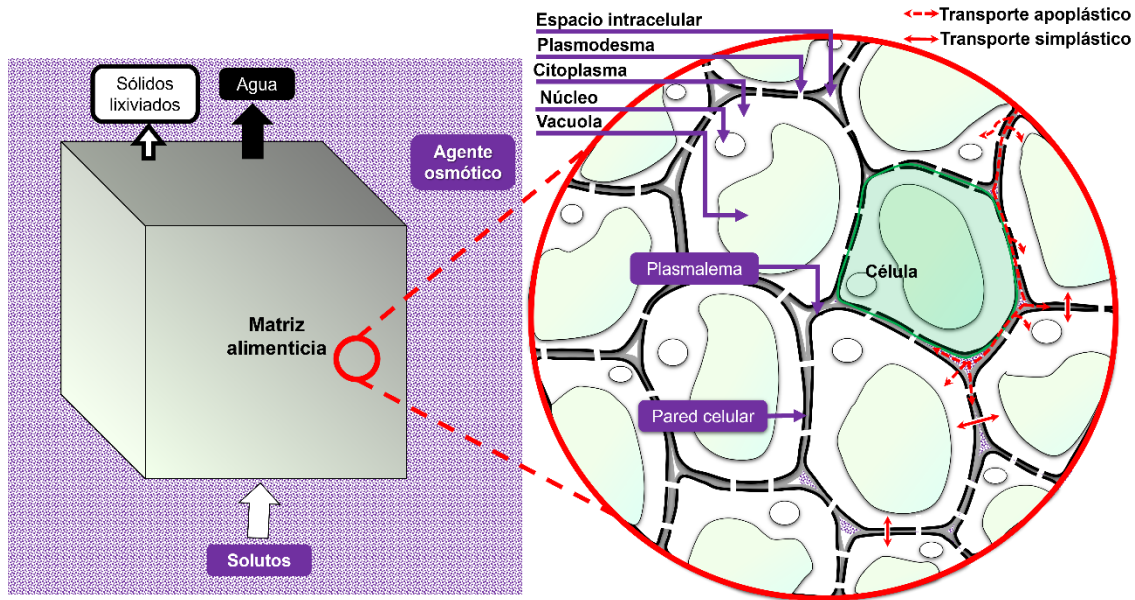 Sólidos
lixiviados
Agua
Agente
osmótico
Matriz
alimenticia
Solutos
Espacio intracelular
Plasmodesma
Citoplasma
Núcleo
Vacuola
Transporte apoplástico
Transporte simplástico
Célula
Plasmalema
Pared celular